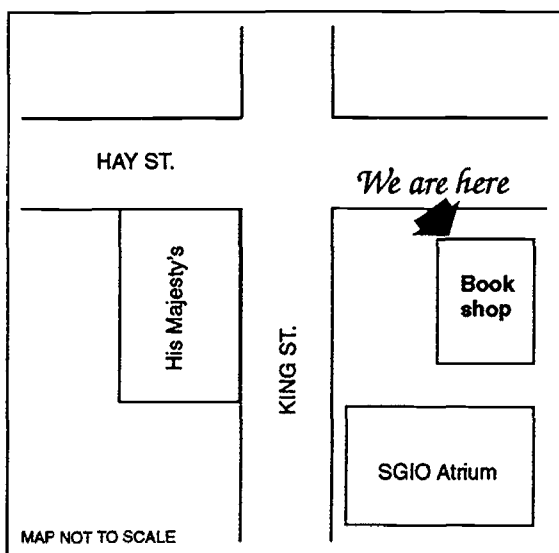 HAY ST.
We are here
His Majesty's
Book
shop
KING ST.
SGIO Atrium
MAP NOT TO SCALE